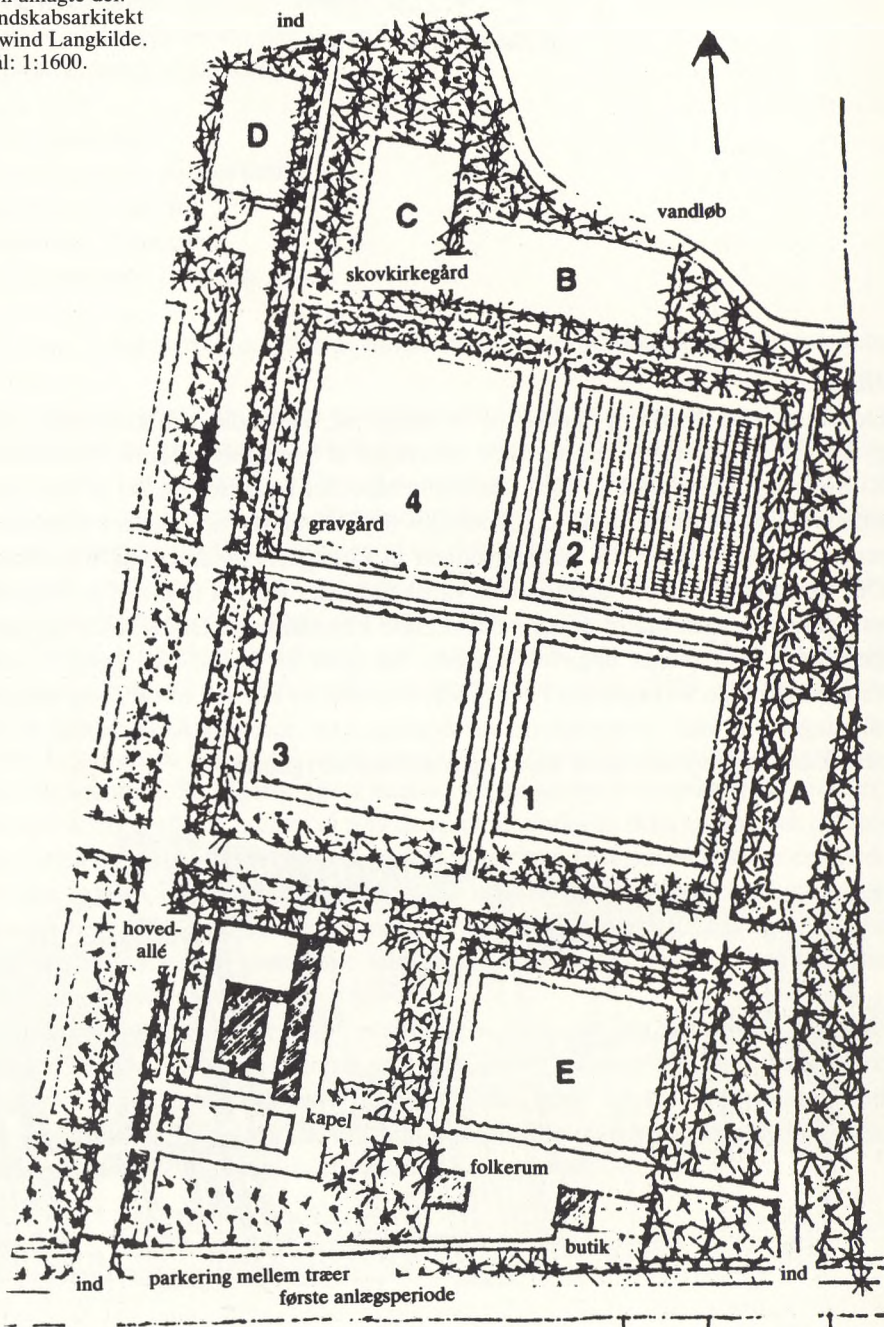 ndskabsarkitekt
wind Langkilde.
al: 1:1600.
ind
D
C
vandløb
skovkirkegård
B
4
gravgård
2
3
1
A
hoved-
allé
E
kapel
folkerum
butik
ind
parkering mellem træer
ind
første anlægsperiode